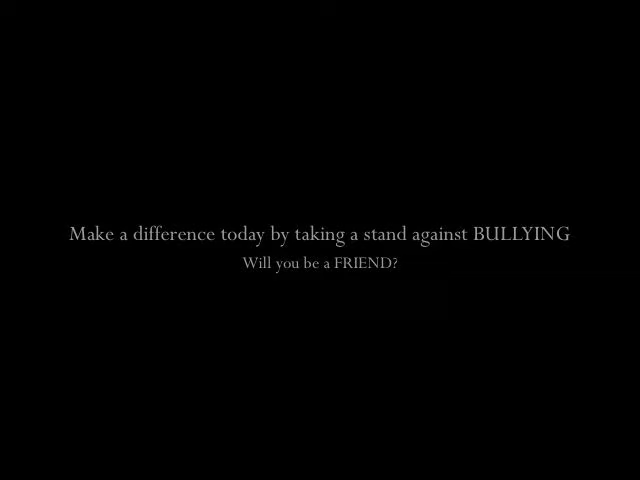 Make a difference today by taking a stand against BULLYING
Will you be a FRIEND?